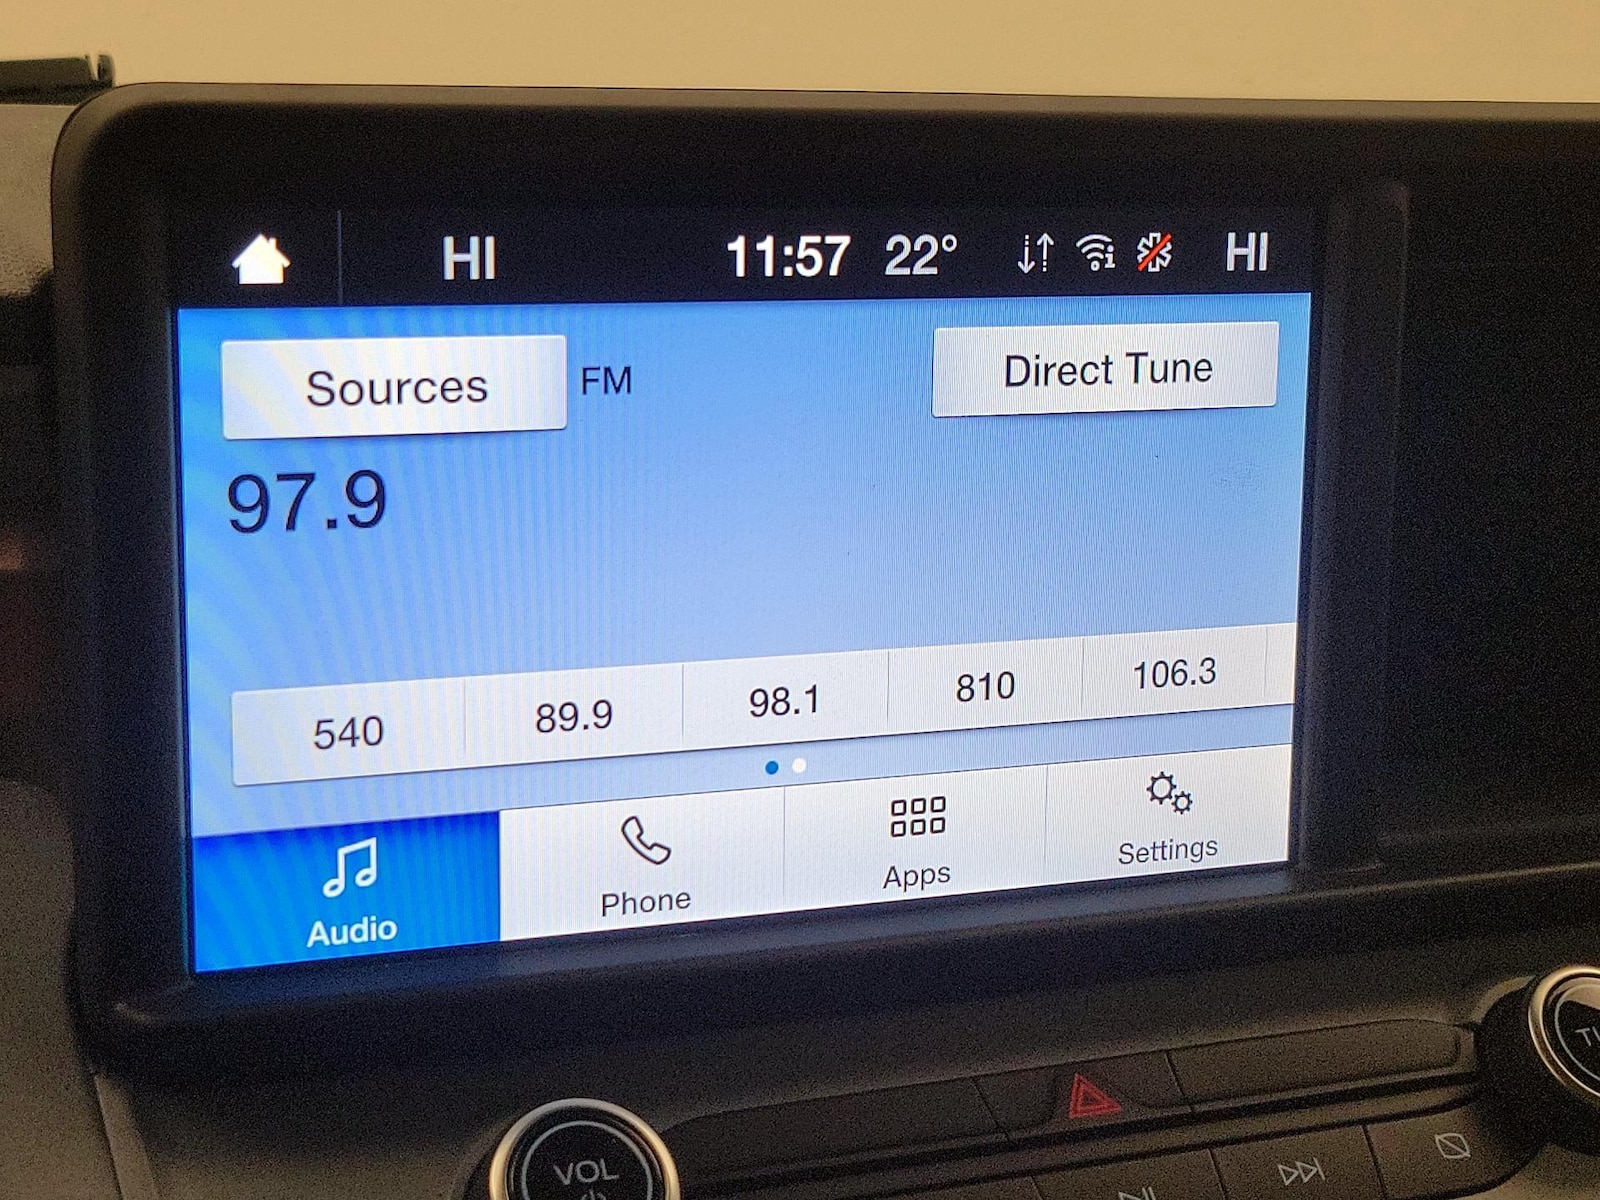 HI 11:57 22° HI
Sources FM Direct Tune
97.9
540 89.9 98.1 810 106.3
Audio Phone Apps Settings
VOL